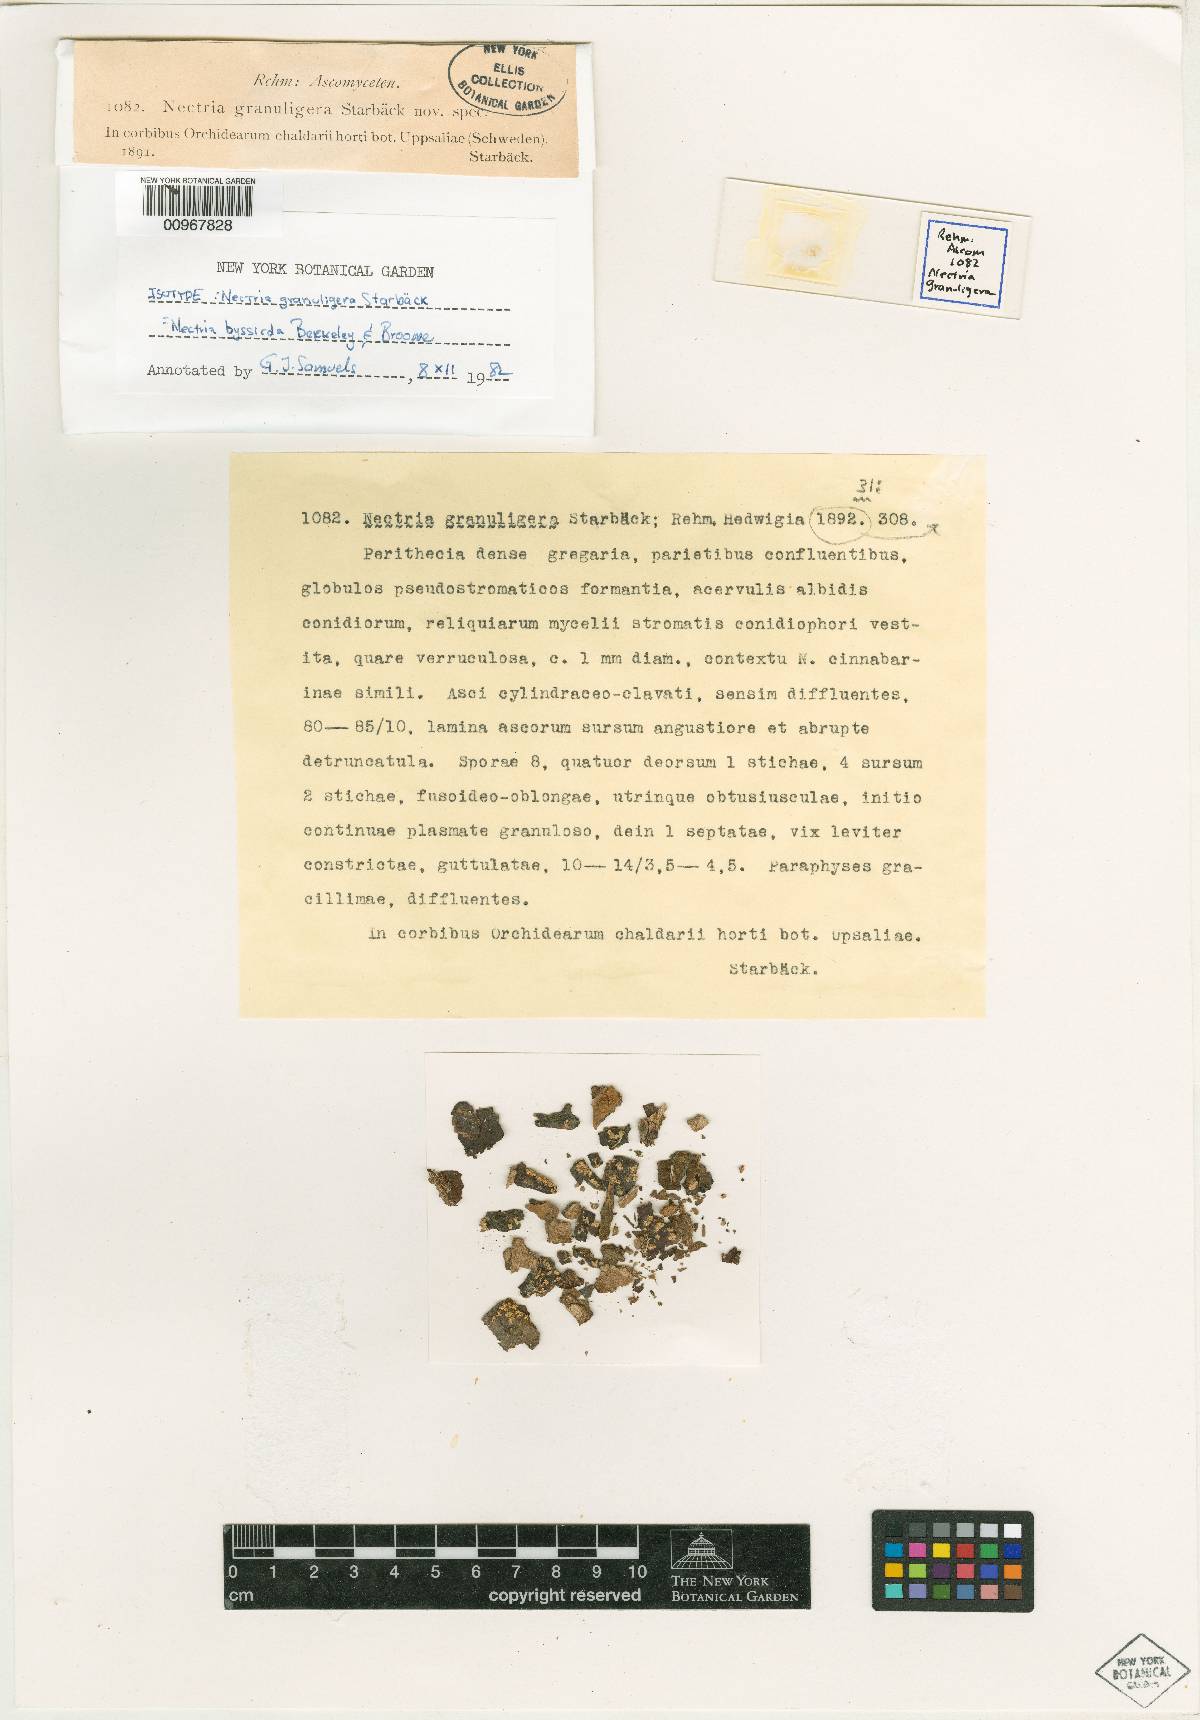 Rehm: Ascomyceten.
1082. Nectria granuligera Starbäck nov. spec.
In corbibus Orchidearum chaldarii horti bot. Uppsaliae (Schweden).
1891. Starbäck.
NEW YORK
ELLIS
COLLECTION
BOTANICAL GARDEN
NEW YORK BOTANICAL GARDEN
00967828
NEW YORK BOTANICAL GARDEN
ISOTYPE: Nectria granuligera Starbäck
= Nectria byssicda Berkeley & Broome
Annotated by G.J. Samuels, 8 XII 1982
Rehm:
Ascom
1082
Nectria
granuligera
1082. Nectria granuligera Starbäck; Rehm, Hedwigia 1892. 308.
Perithecia dense gregaria, parietibus confluentibus,
globulos pseudostromaticos formantia, acervulis albidis
conidiorum, reliquiarum mycelii stromatis conidiophori vest-
ita, quare verruculosa, c. 1 mm diam., contextu N. cinnabar-
inae simili. Asci cylindraceo-clavati, sensim diffluentes,
80—85/10, lamina ascorum sursum angustiore et abrupte
detruncatula. Sporae 8, quatuor deorsum 1 stichae, 4 sursum
2 stichae, fusoideo-oblongae, utrinque obtusiusculae, initio
continuae plasmate granuloso, dein 1 septatae, vix leviter
constrictae, guttulatae, 10—14/3,5—4,5. Paraphyses gra-
cillimae, diffluentes.
In corbibus Orchidearum chaldarii horti bot. Upsaliae.
Starbäck.
0 1 2 3 4 5 6 7 8 9 10
cm copyright reserved
THE NEW YORK
BOTANICAL GARDEN
NEW YORK
BOTANICAL
GARDEN